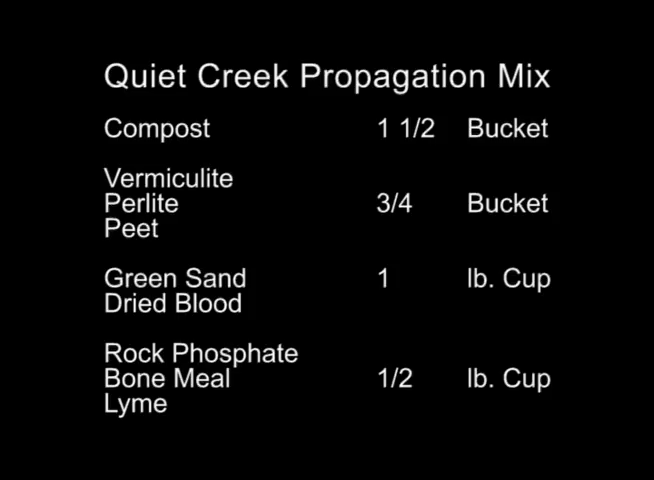 Quiet Creek Propagation Mix
Compost 1 1/2 Bucket
Vermiculite
Perlite 3/4 Bucket
Peet
Green Sand 1 lb. Cup
Dried Blood
Rock Phosphate
Bone Meal 1/2 lb. Cup
Lyme